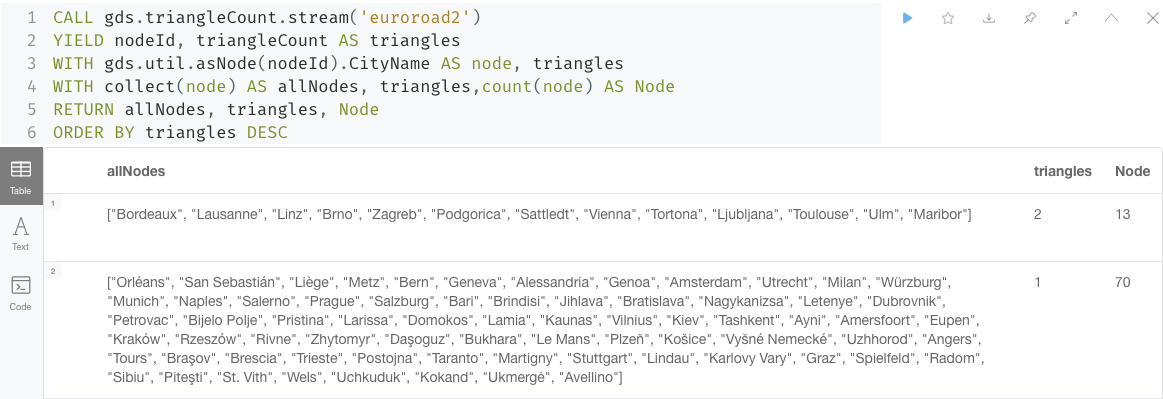 1 CALL gds.triangleCount.stream('euroroad2')
2 YIELD nodeId, triangleCount AS triangles
3 WITH gds.util.asNode(nodeId).CityName AS node, triangles
4 WITH collect(node) AS allNodes, triangles,count(node) AS Node
5 RETURN allNodes, triangles, Node
6 ORDER BY triangles DESC
Table
Text
Code
allNodes triangles Node
1
["Bordeaux", "Lausanne", "Linz", "Brno", "Zagreb", "Podgorica", "Sattledt", "Vienna", "Tortona", "Ljubljana", "Toulouse", "Ulm", "Maribor"] 2 13
2
["Orléans", "San Sebastián", "Liège", "Metz", "Bern", "Geneva", "Alessandria", "Genoa", "Amsterdam", "Utrecht", "Milan", "Würzburg", 1 70
"Munich", "Naples", "Salerno", "Prague", "Salzburg", "Bari", "Brindisi", "Jihlava", "Bratislava", "Nagykanizsa", "Letenye", "Dubrovnik",
"Petrovac", "Bijelo Polje", "Pristina", "Larissa", "Domokos", "Lamia", "Kaunas", "Vilnius", "Kiev", "Tashkent", "Ayni", "Amersfoort", "Eupen",
"Kraków", "Rzeszów", "Rivne", "Zhytomyr", "Daşoguz", "Bukhara", "Le Mans", "Plzeň", "Košice", "Vyšné Nemecké", "Uzhhorod", "Angers",
"Tours", "Braşov", "Brescia", "Trieste", "Postojna", "Taranto", "Martigny", "Stuttgart", "Lindau", "Karlovy Vary", "Graz", "Spielfeld", "Radom",
"Sibiu", "Piteşti", "St. Vith", "Wels", "Uchkuduk", "Kokand", "Ukmergė", "Avellino"]